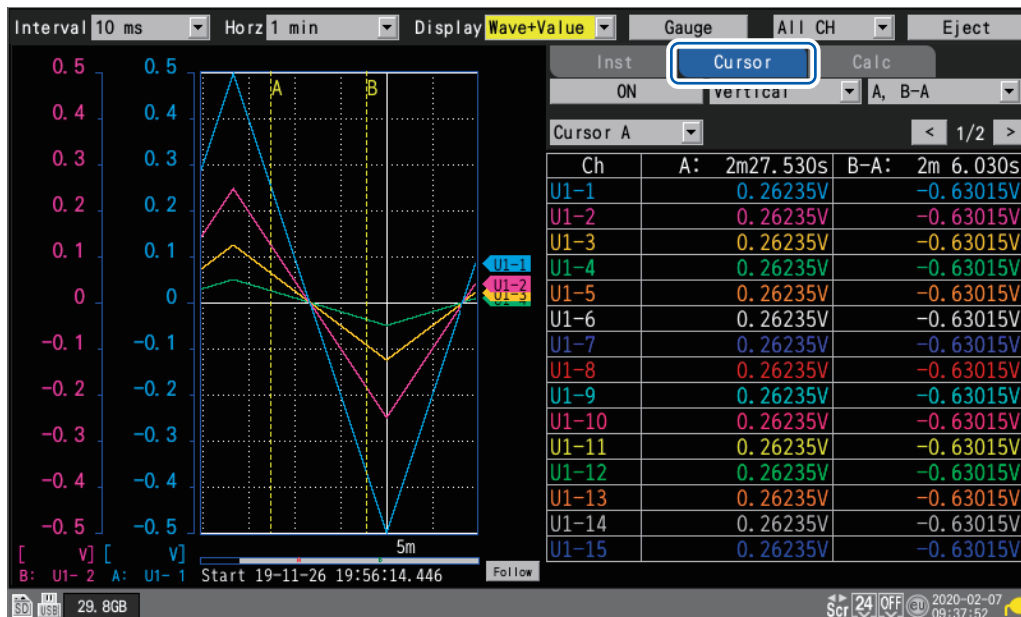 Interval 10 ms Horz 1 min Display Wave+Value Gauge All CH Eject
Inst Cursor Calc
ON Vertical A, B-A
Cursor A < 1/2 >
Ch A: 2m27.530s B-A: 2m 6.030s
U1-1 0.26235V -0.63015V
U1-2 0.26235V -0.63015V
U1-3 0.26235V -0.63015V
U1-4 0.26235V -0.63015V
U1-5 0.26235V -0.63015V
U1-6 0.26235V -0.63015V
U1-7 0.26235V -0.63015V
U1-8 0.26235V -0.63015V
U1-9 0.26235V -0.63015V
U1-10 0.26235V -0.63015V
U1-11 0.26235V -0.63015V
U1-12 0.26235V -0.63015V
U1-13 0.26235V -0.63015V
U1-14 0.26235V -0.63015V
U1-15 0.26235V -0.63015V
0.5 0.5
A B
0.4 0.4
0.3 0.3
0.2 0.2
0.1 0.1
U1-1
U1-2
U1-3
0 0
-0.1 -0.1
-0.2 -0.2
-0.3 -0.3
-0.4 -0.4
-0.5 -0.5
5m
[ V] [ V]
B: U1- 2 A: U1- 1 Start 19-11-26 19:56:14.446 Follow
SD USB 29.8GB Scr 24 OFF eu 2020-02-07
09:37:52